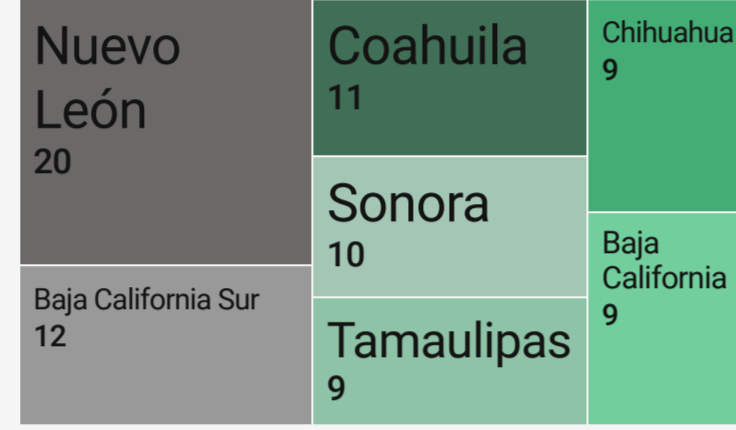 Nuevo
León
20
Baja California Sur
12
Coahuila
11
Sonora
10
Tamaulipas
9
Chihuahua
9
Baja
California
9